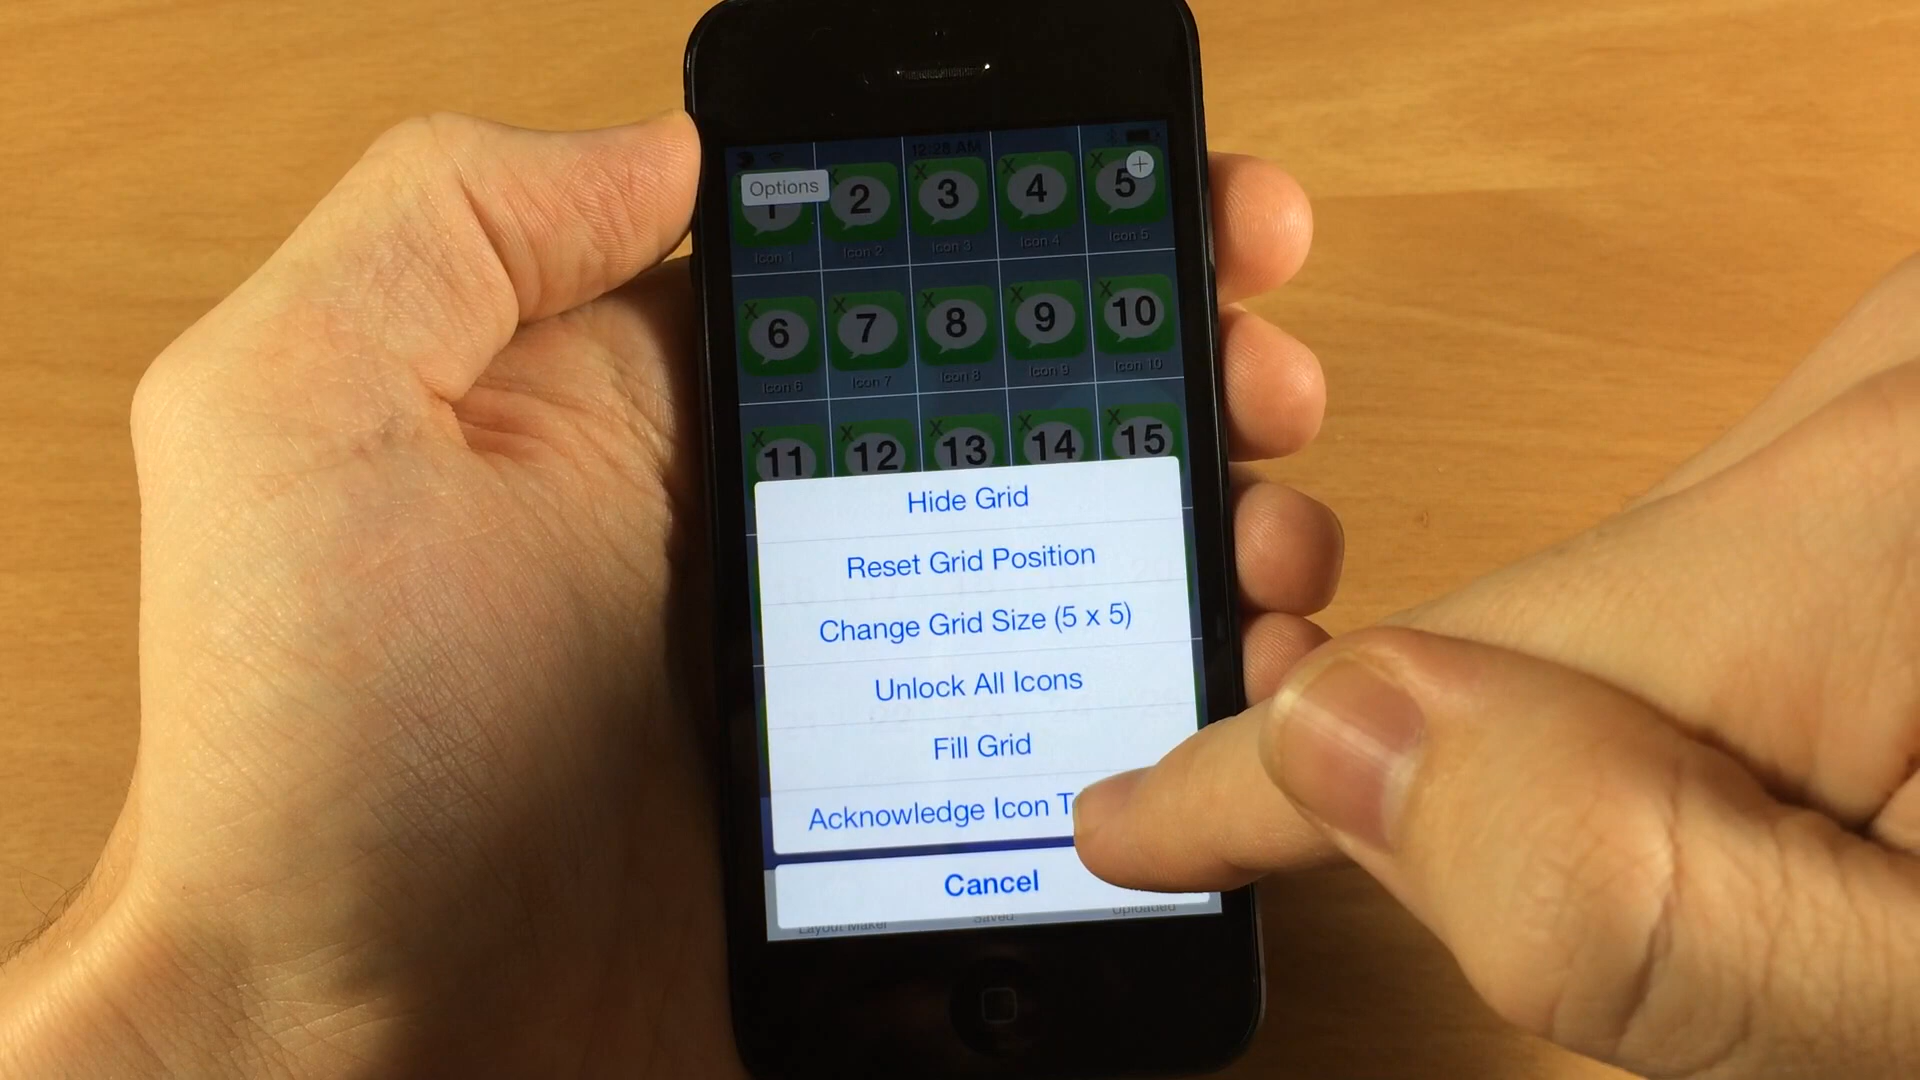 12:28 AM
Options
1 2 3 4 5
Icon 1 Icon 2 Icon 3 Icon 4 Icon 5
X X X X X
6 7 8 9 10
Icon 6 Icon 7 Icon 8 Icon 9 Icon 10
X X X X X
11 12 13 14 15
Hide Grid
Reset Grid Position
Change Grid Size (5 x 5)
Unlock All Icons
Fill Grid
Acknowledge Icon
Cancel
Layout Maker Saved Uploaded